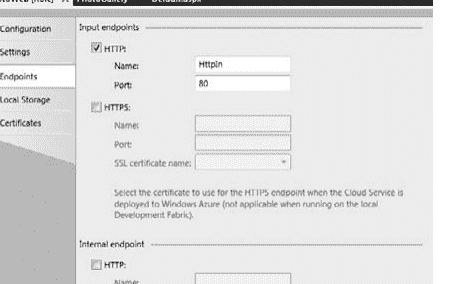 Configuration
Settings
Endpoints
Local Storage
Certificates
Input endpoints
HTTP:
Name: HttpIn
Port: 80
HTTPS:
Name:
Port:
SSL certificate name:
Select the certificate to use for the HTTPS endpoint when the Cloud Service is
deployed to Windows Azure (not applicable when running on the local
Development Fabric).
Internal endpoint
HTTP:
Name: